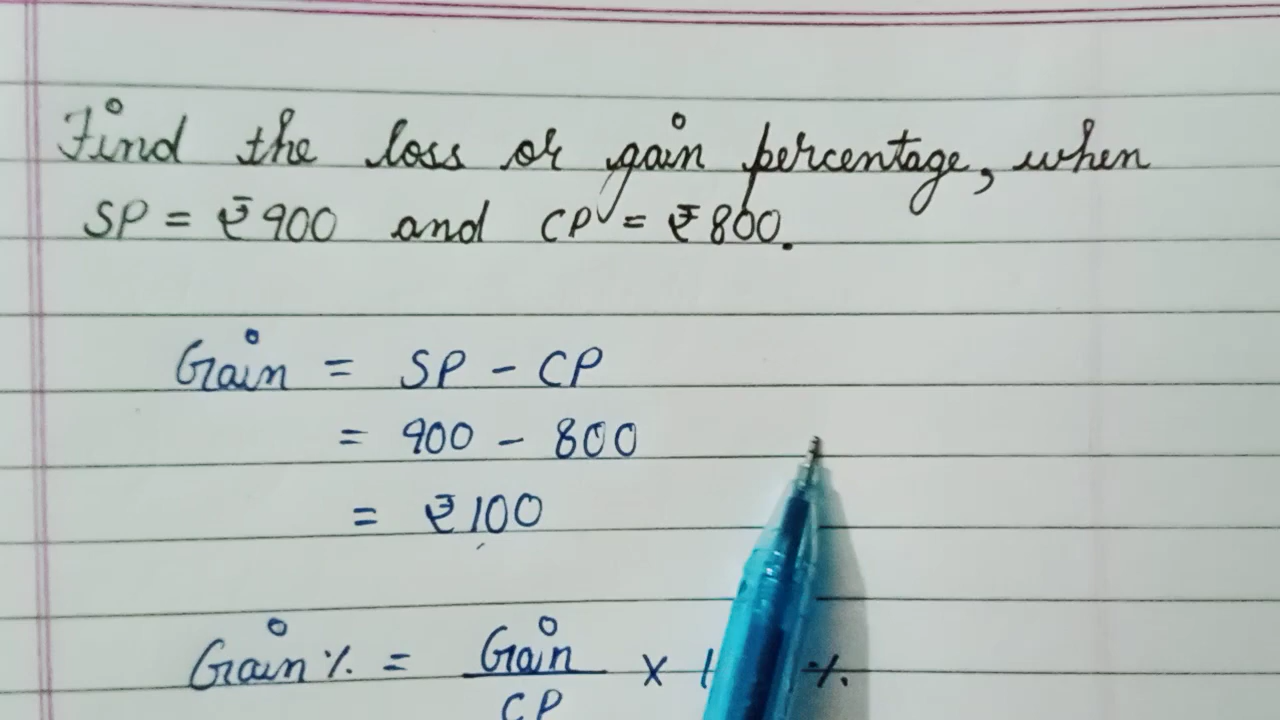 Find the loss or gain percentage, when
SP = ₹900 and CP = ₹800.
Gain = SP - CP
= 900 - 800
= ₹100
Gain % = Gain / CP × 1 %.